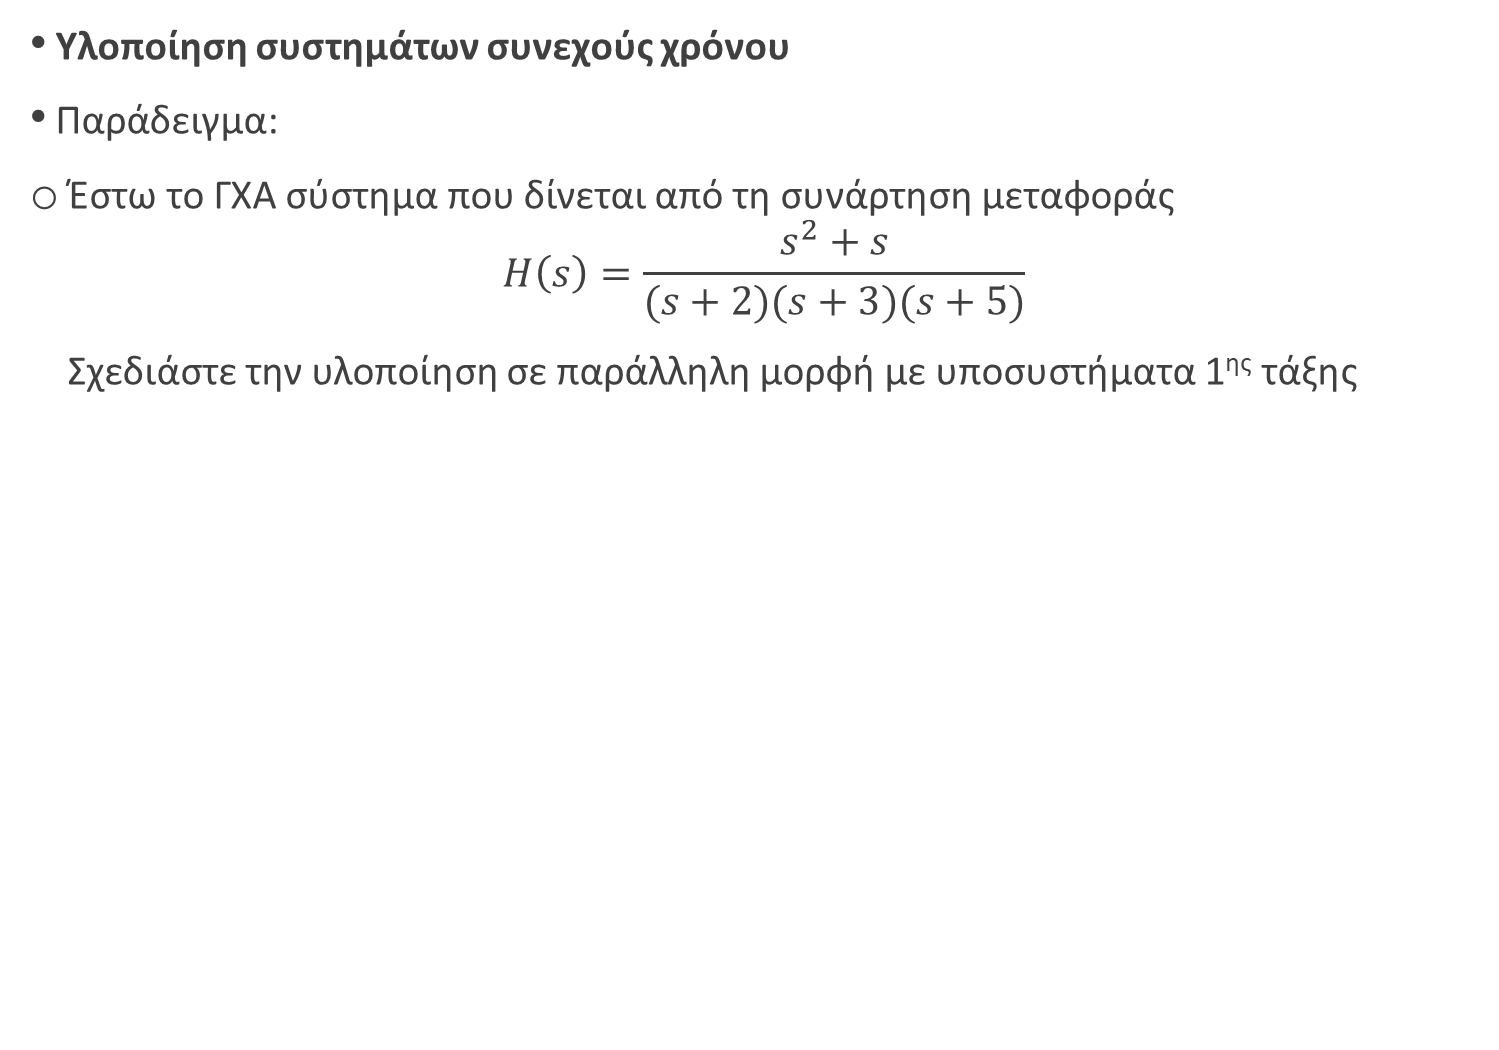 • Υλοποίηση συστημάτων συνεχούς χρόνου
• Παράδειγμα:
○ Έστω το ΓΧΑ σύστημα που δίνεται από τη συνάρτηση μεταφοράς
H(s) = \frac{s^2 + s}{(s + 2)(s + 3)(s + 5)}
Σχεδιάστε την υλοποίηση σε παράλληλη μορφή με υποσυστήματα 1ης τάξης